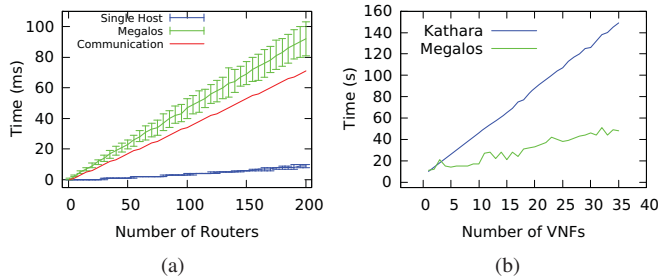 Single Host
Megalos
Communication
Time (ms)
100
80
60
40
20
0
0 50 100 150 200
Number of Routers
(a)
Kathara
Megalos
Time (s)
160
140
120
100
80
60
40
20
0
0 5 10 15 20 25 30 35 40
Number of VNFs
(b)